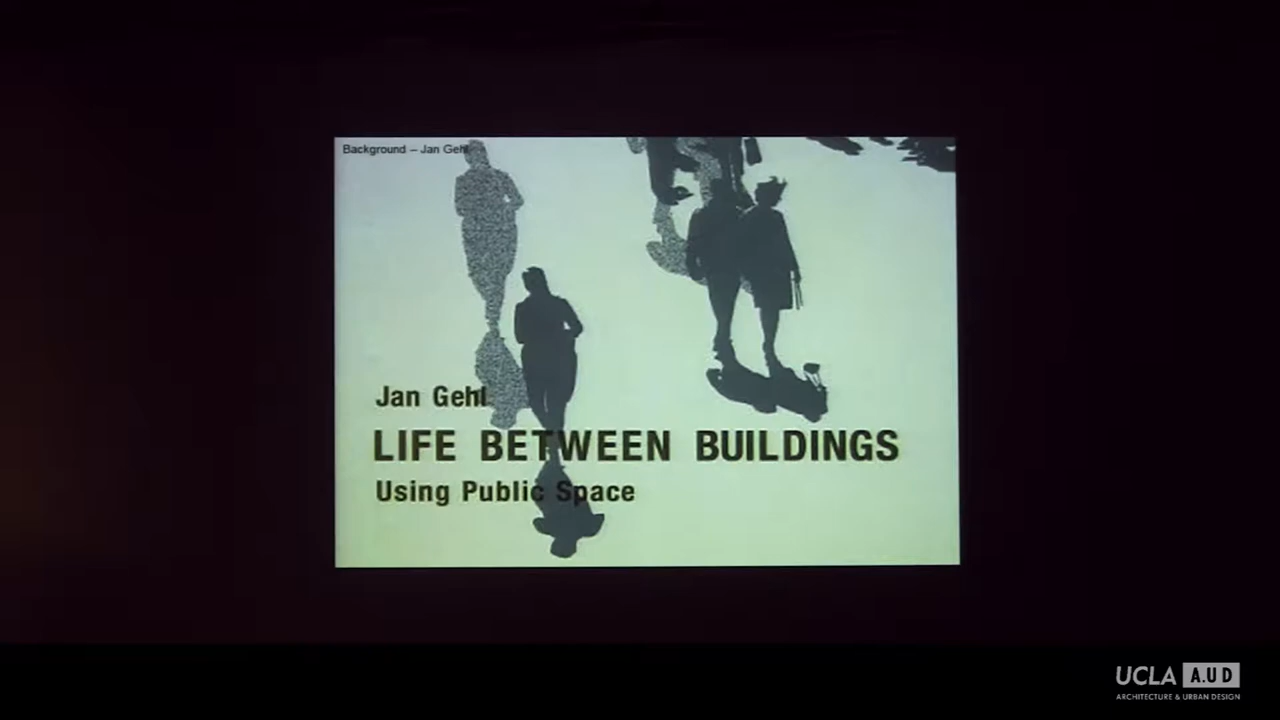 Background – Jan Gehl
Jan Gehl
LIFE BETWEEN BUILDINGS
Using Public Space
UCLA A.UD
ARCHITECTURE & URBAN DESIGN